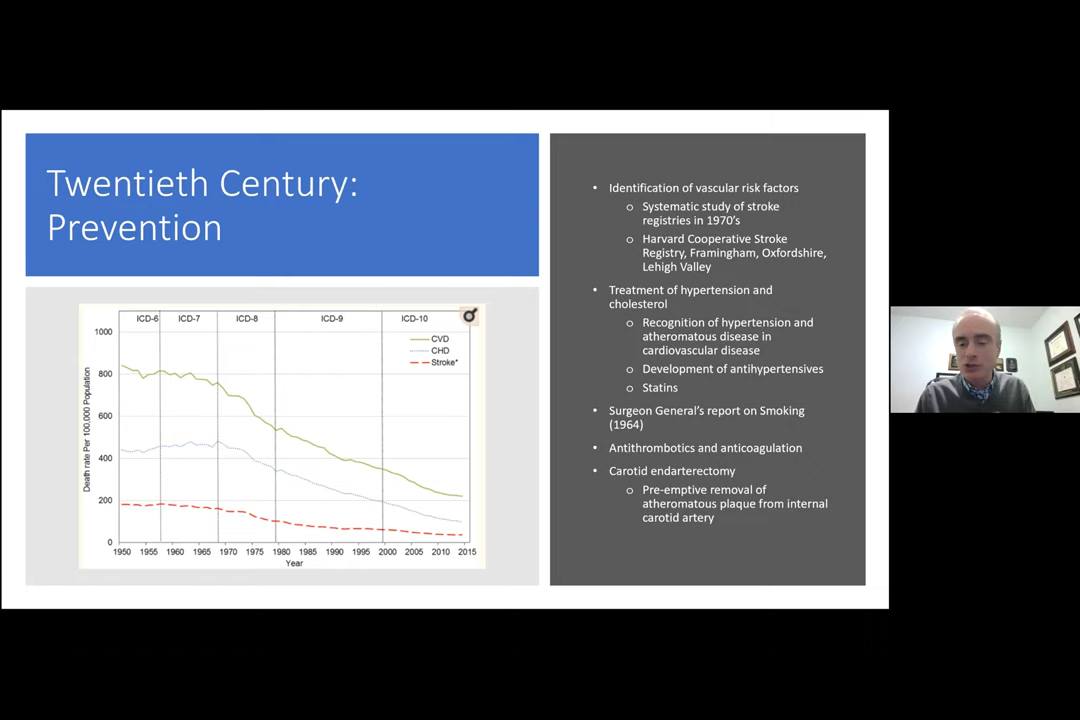 Twentieth Century:
Prevention
ICD-6
ICD-7
ICD-8
ICD-9
ICD-10
1000
800
600
400
200
0
Death rate Per 100,000 Population
CVD
CHD
Stroke*
1950
1955
1960
1965
1970
1975
1980
1985
1990
1995
2000
2005
2010
2015
Year
• Identification of vascular risk factors
o Systematic study of stroke
registries in 1970's
o Harvard Cooperative Stroke
Registry, Framingham, Oxfordshire,
Lehigh Valley
• Treatment of hypertension and
cholesterol
o Recognition of hypertension and
atheromatous disease in
cardiovascular disease
o Development of antihypertensives
o Statins
• Surgeon General's report on Smoking
(1964)
• Antithrombotics and anticoagulation
• Carotid endarterectomy
o Pre-emptive removal of
atheromatous plaque from internal
carotid artery